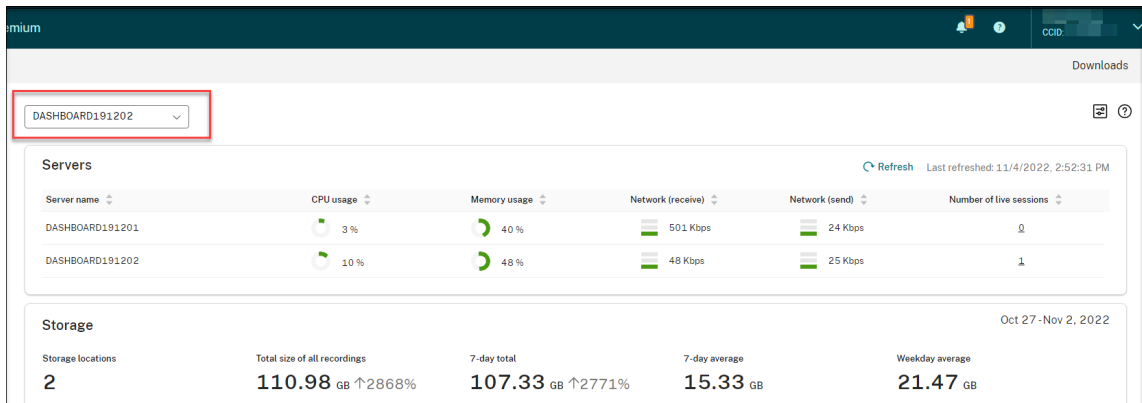 emium
1
?
CCID:
Downloads
DASHBOARD191202
Servers
Refresh Last refreshed: 11/4/2022, 2:52:31 PM
Server name CPU usage Memory usage Network (receive) Network (send) Number of live sessions
DASHBOARD191201 3 % 40 % 501 Kbps 24 Kbps 0
DASHBOARD191202 10 % 48 % 48 Kbps 25 Kbps 1
Storage
Oct 27 - Nov 2, 2022
Storage locations Total size of all recordings 7-day total 7-day average Weekday average
2 110.98 GB ↑2868% 107.33 GB ↑2771% 15.33 GB 21.47 GB